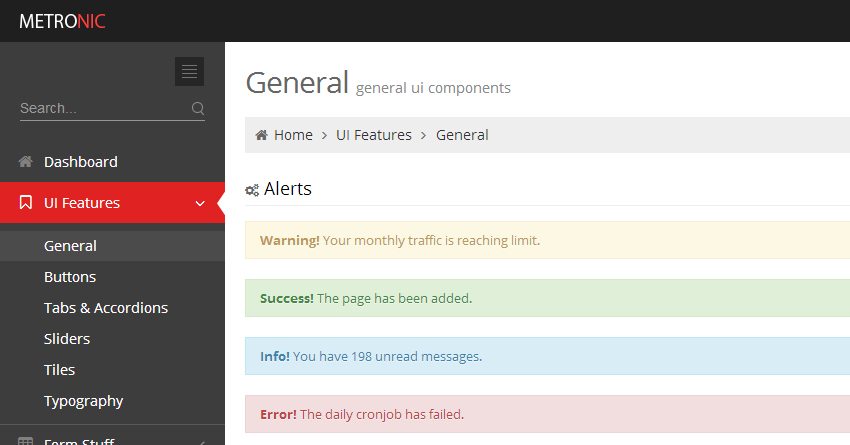 METRONIC
Search...
Dashboard
UI Features
General
Buttons
Tabs & Accordions
Sliders
Tiles
Typography
Form Stuff
General general ui components
Home > UI Features > General
Alerts
Warning! Your monthly traffic is reaching limit.
Success! The page has been added.
Info! You have 198 unread messages.
Error! The daily cronjob has failed.